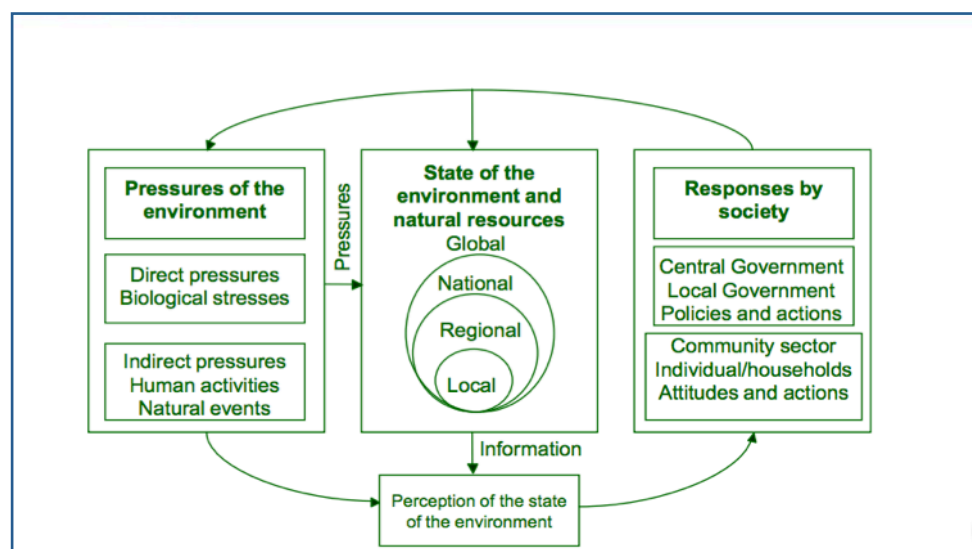 Pressures of the
environment
Direct pressures
Biological stresses
Indirect pressures
Human activities
Natural events
Pressures
State of the
environment and
natural resources
Global
National
Regional
Local
Information
Perception of the state
of the environment
Responses by
society
Central Government
Local Government
Policies and actions
Community sector
Individual/households
Attitudes and actions